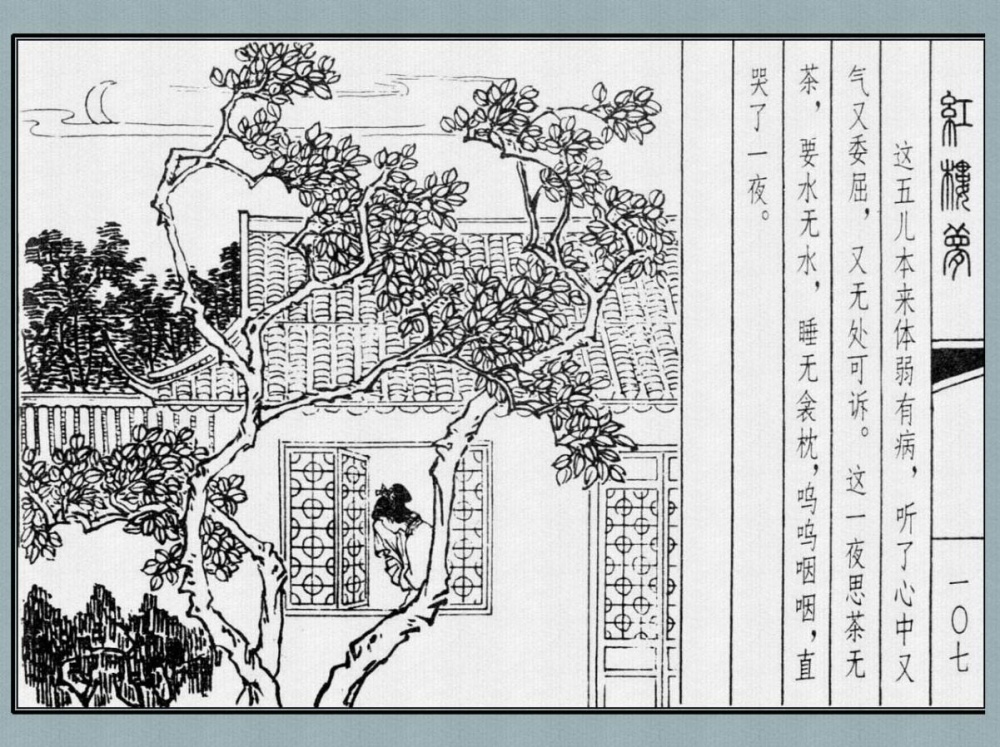 紅樓夢
一〇七
这五儿本来体弱有病，听了心中又
气又委屈，又无处可诉。这一夜思茶无
茶，要水无水，睡无衾枕，呜呜咽咽，直
哭了一夜。